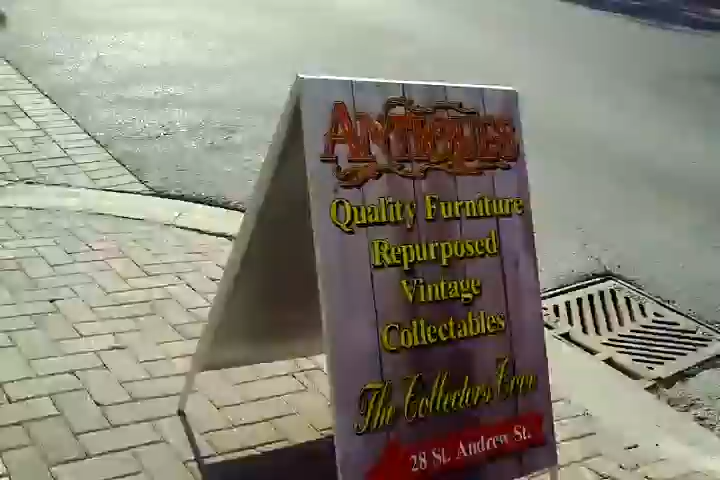 Antiques
Quality Furniture
Repurposed
Vintage
Collectables
The Collectors Cove
28 St. Andrew St.